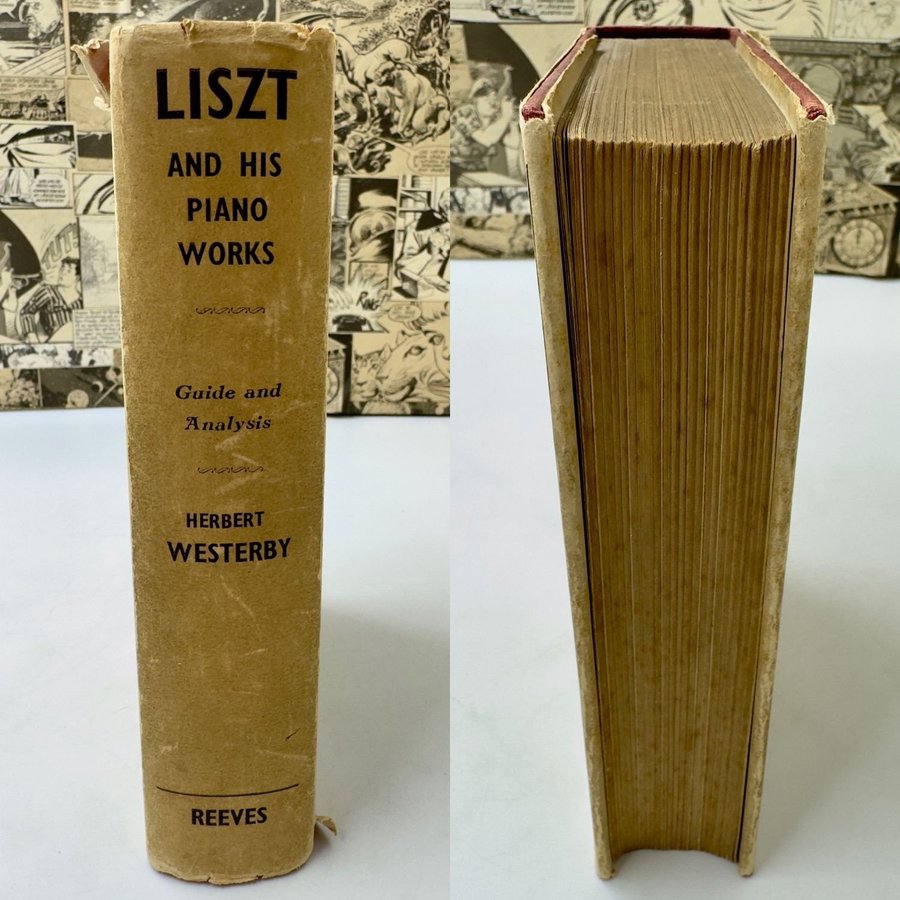 LISZT
AND HIS
PIANO
WORKS
Guide and
Analysis
HERBERT
WESTERBY
REEVES